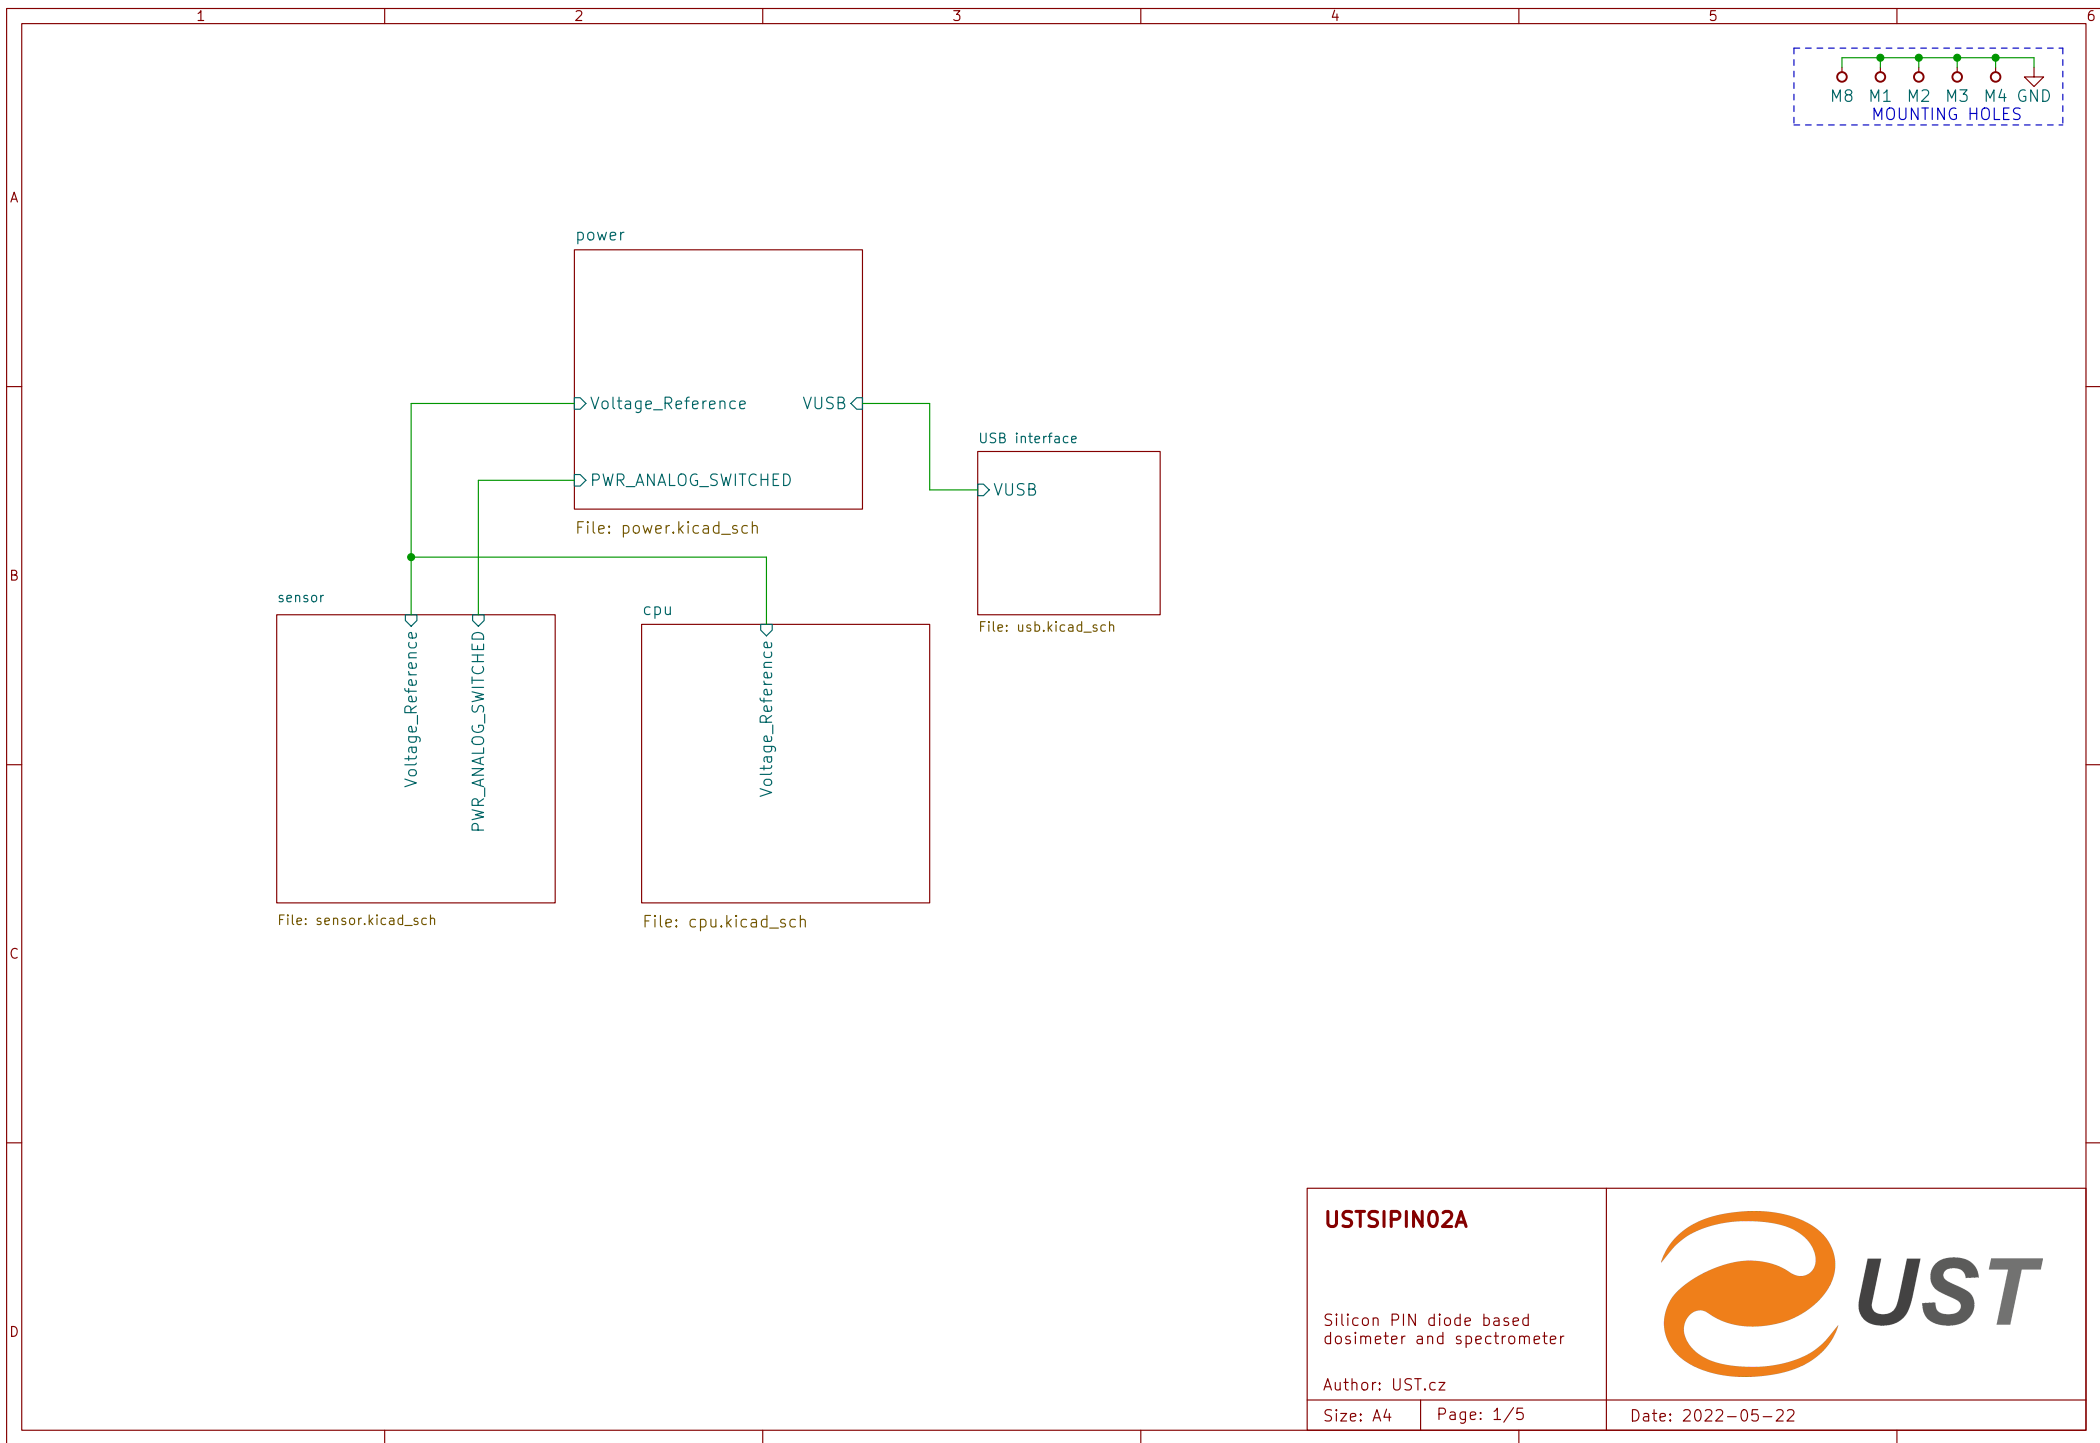 1
2
3
4
5
6
M8 M1 M2 M3 M4 GND
MOUNTING HOLES
A
power
Voltage_Reference
VUSB
PWR_ANALOG_SWITCHED
File: power.kicad_sch
USB interface
VUSB
File: usb.kicad_sch
B
sensor
Voltage_Reference
PWR_ANALOG_SWITCHED
File: sensor.kicad_sch
cpu
Voltage_Reference
File: cpu.kicad_sch
C
D
USTSIPIN02A
Silicon PIN diode based
dosimeter and spectrometer
Author: UST.cz
Size: A4
Page: 1/5
UST
Date: 2022-05-22